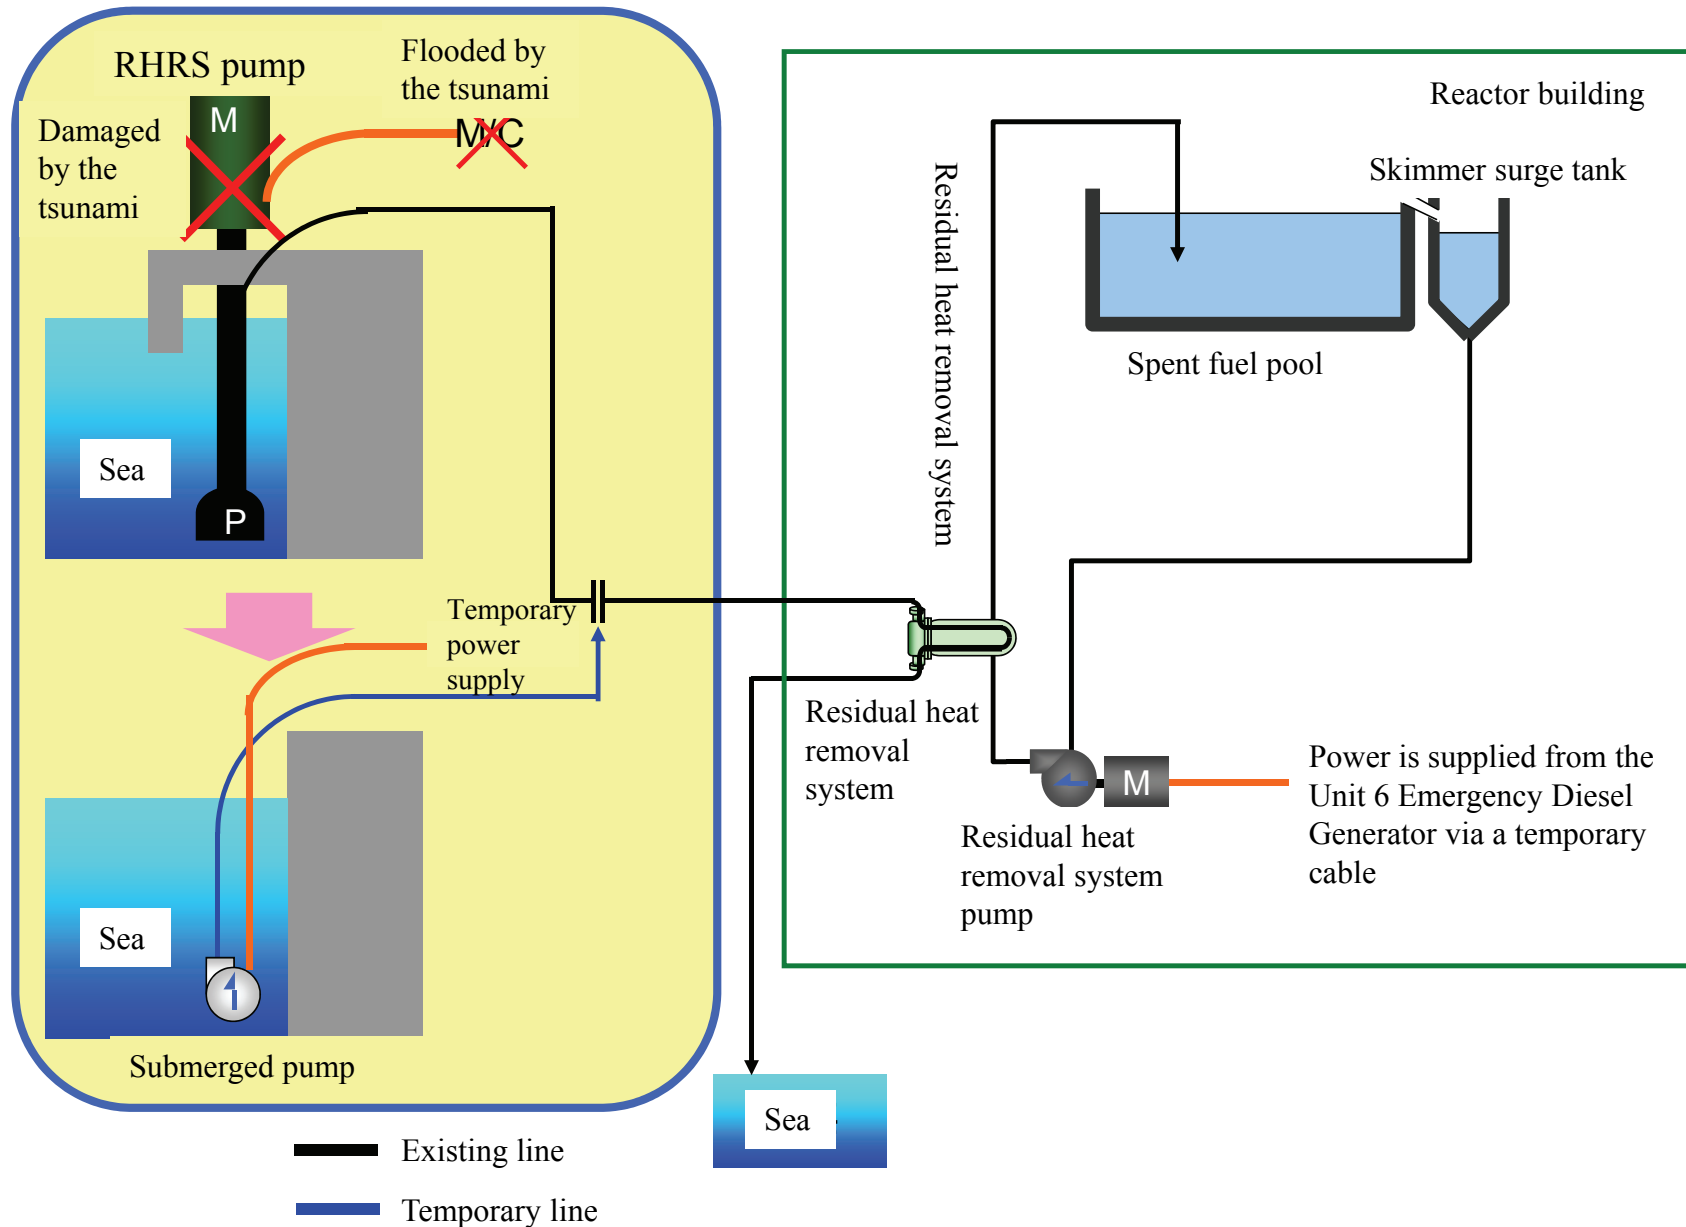 RHRS pump
Flooded by
the tsunami
M
M/C
Damaged
by the
tsunami
Sea
P
Temporary
power
supply
Sea
Submerged pump
Reactor building
Skimmer surge tank
Residual heat removal system
Spent fuel pool
Residual heat
removal
system
M
Residual heat
removal system
pump
Power is supplied from the
Unit 6 Emergency Diesel
Generator via a temporary
cable
Sea
Existing line
Temporary line